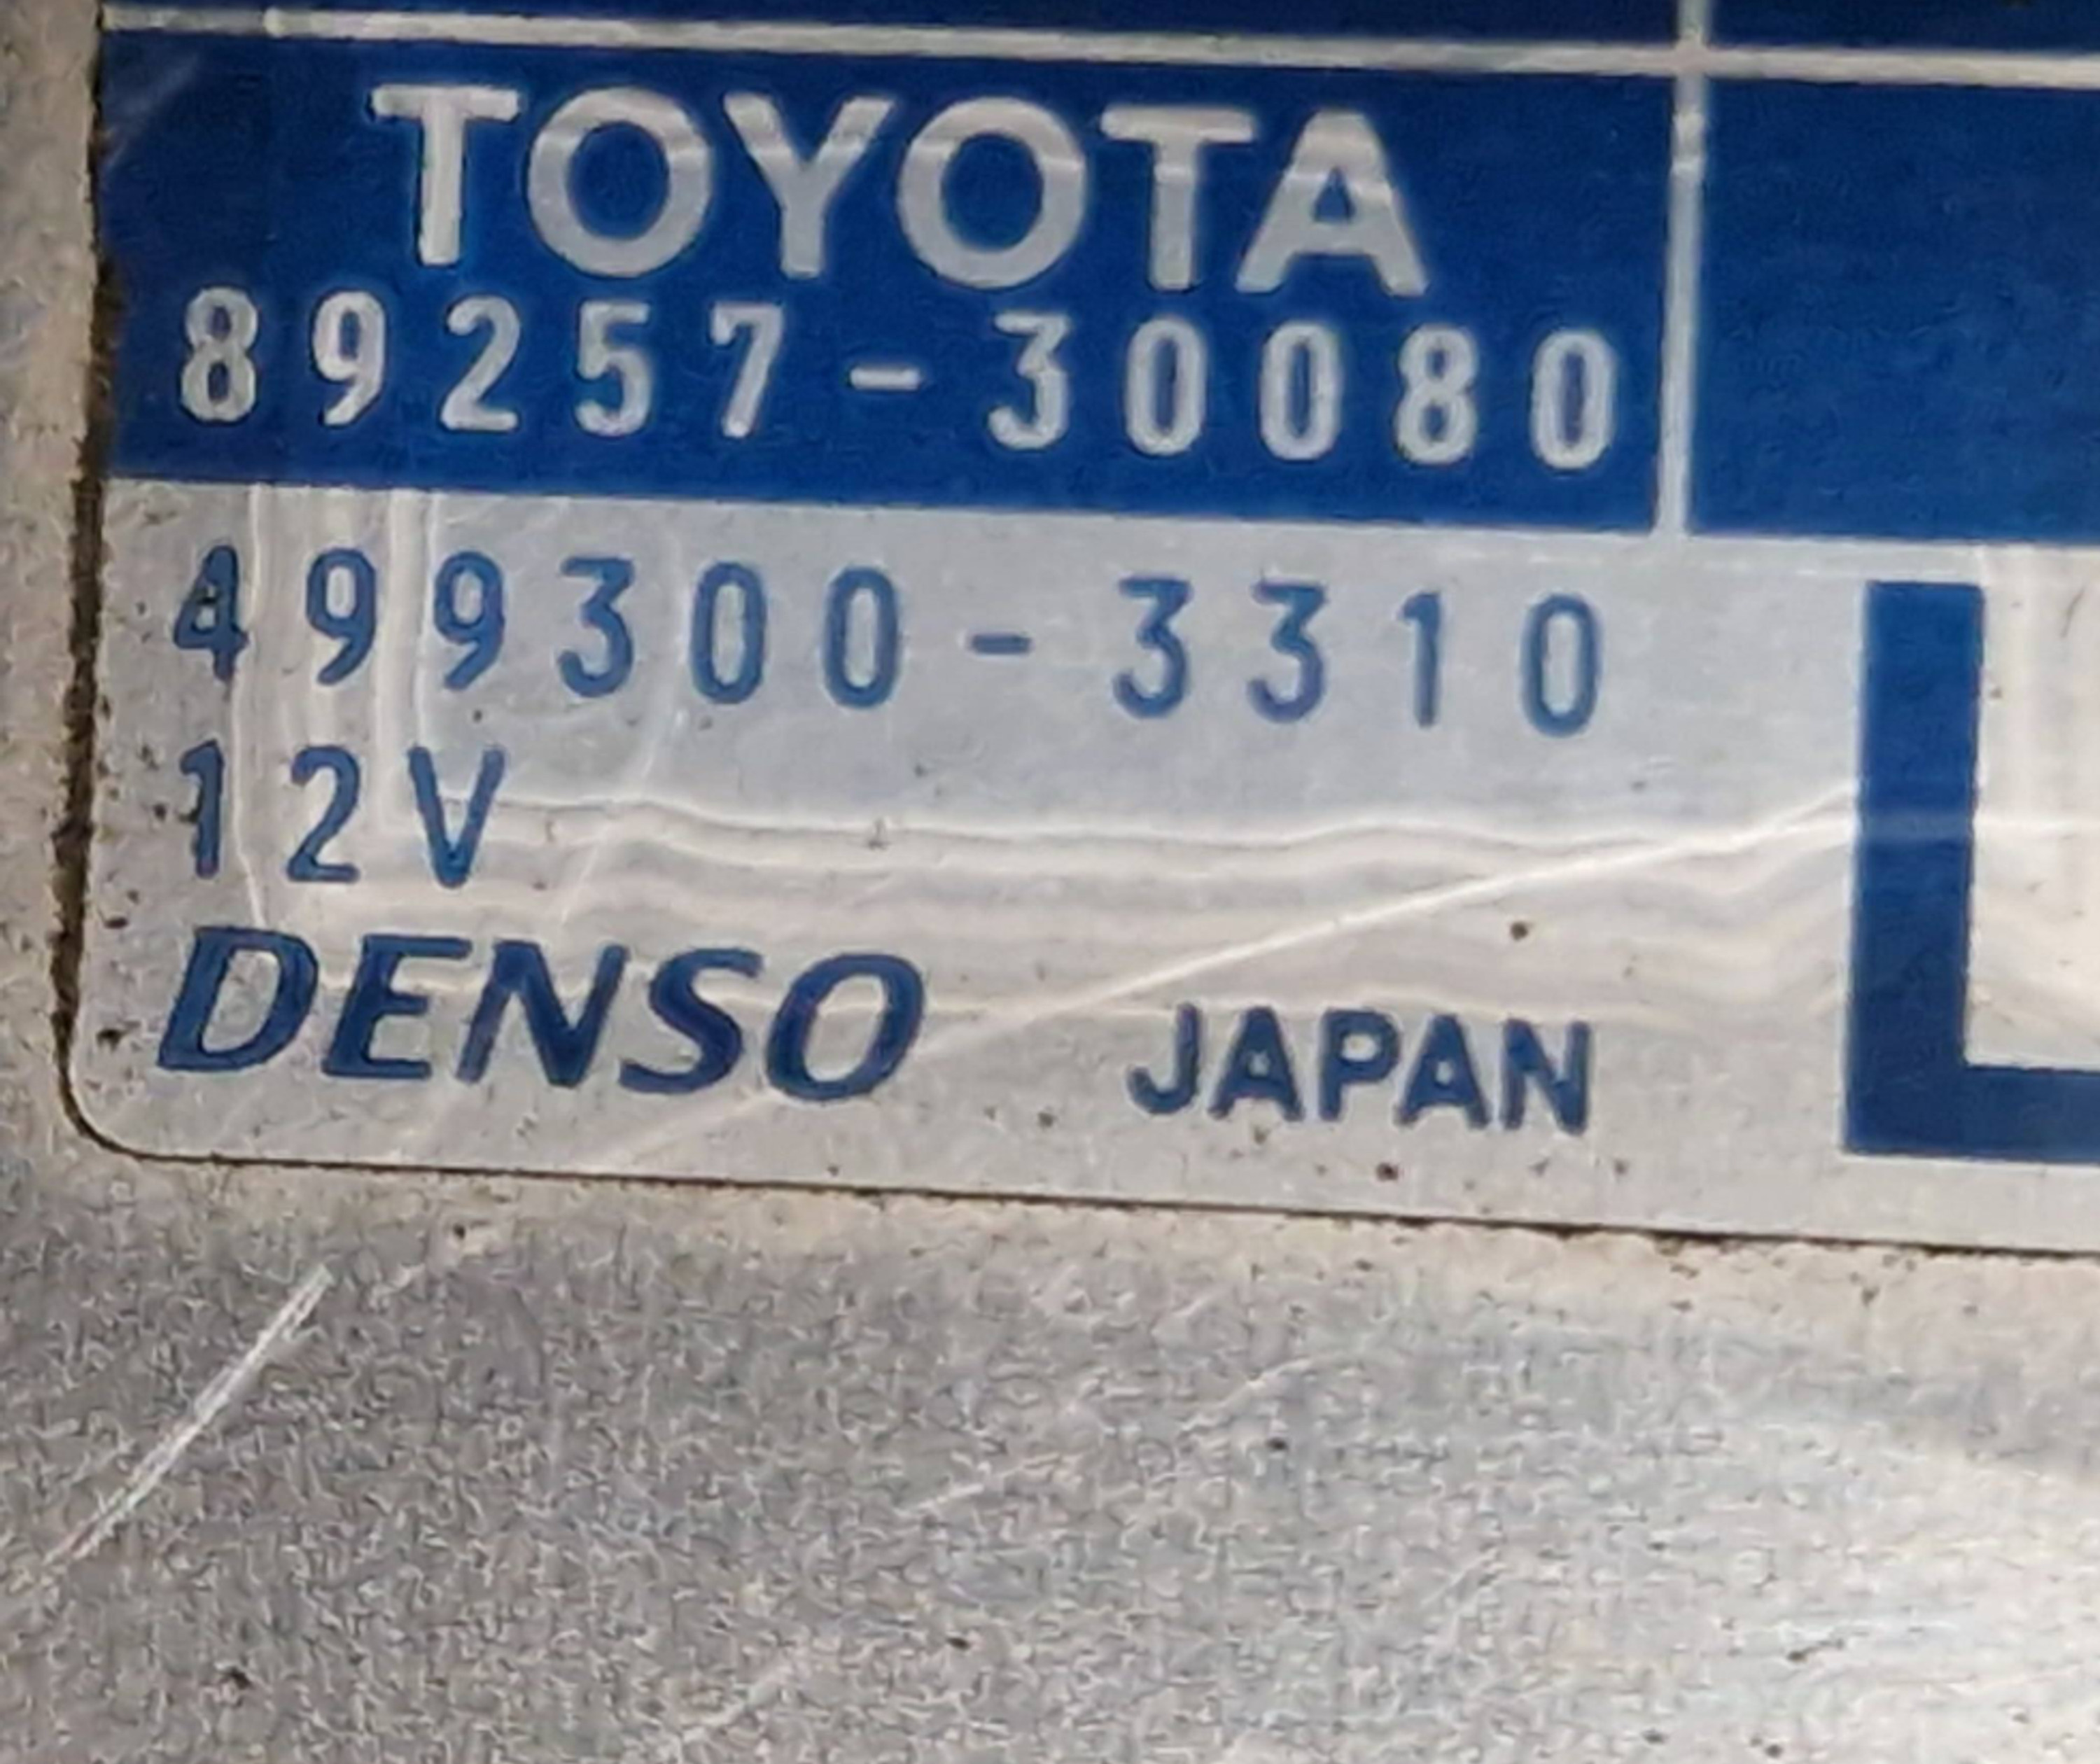 TOYOTA
89257-30080
499300-3310
12V
DENSO JAPAN
L